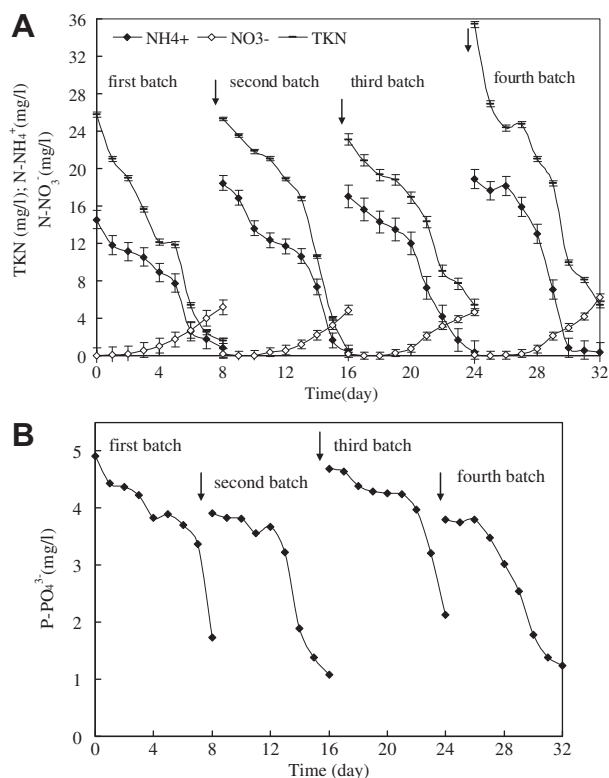 A
36
32
28
24
20
16
12
8
4
0
NH4+ NO3- TKN
first batch
second batch
third batch
fourth batch
TKN (mg/l); N-NH₄⁺(mg/l)
N-NO₃⁻(mg/l)
0 4 8 12 16 20 24 28 32
Time(day)
B
6
5
4
3
2
1
0
first batch
second batch
third batch
fourth batch
P-PO₄³⁻(mg/l)
0 4 8 12 16 20 24 28 32
Time (day)